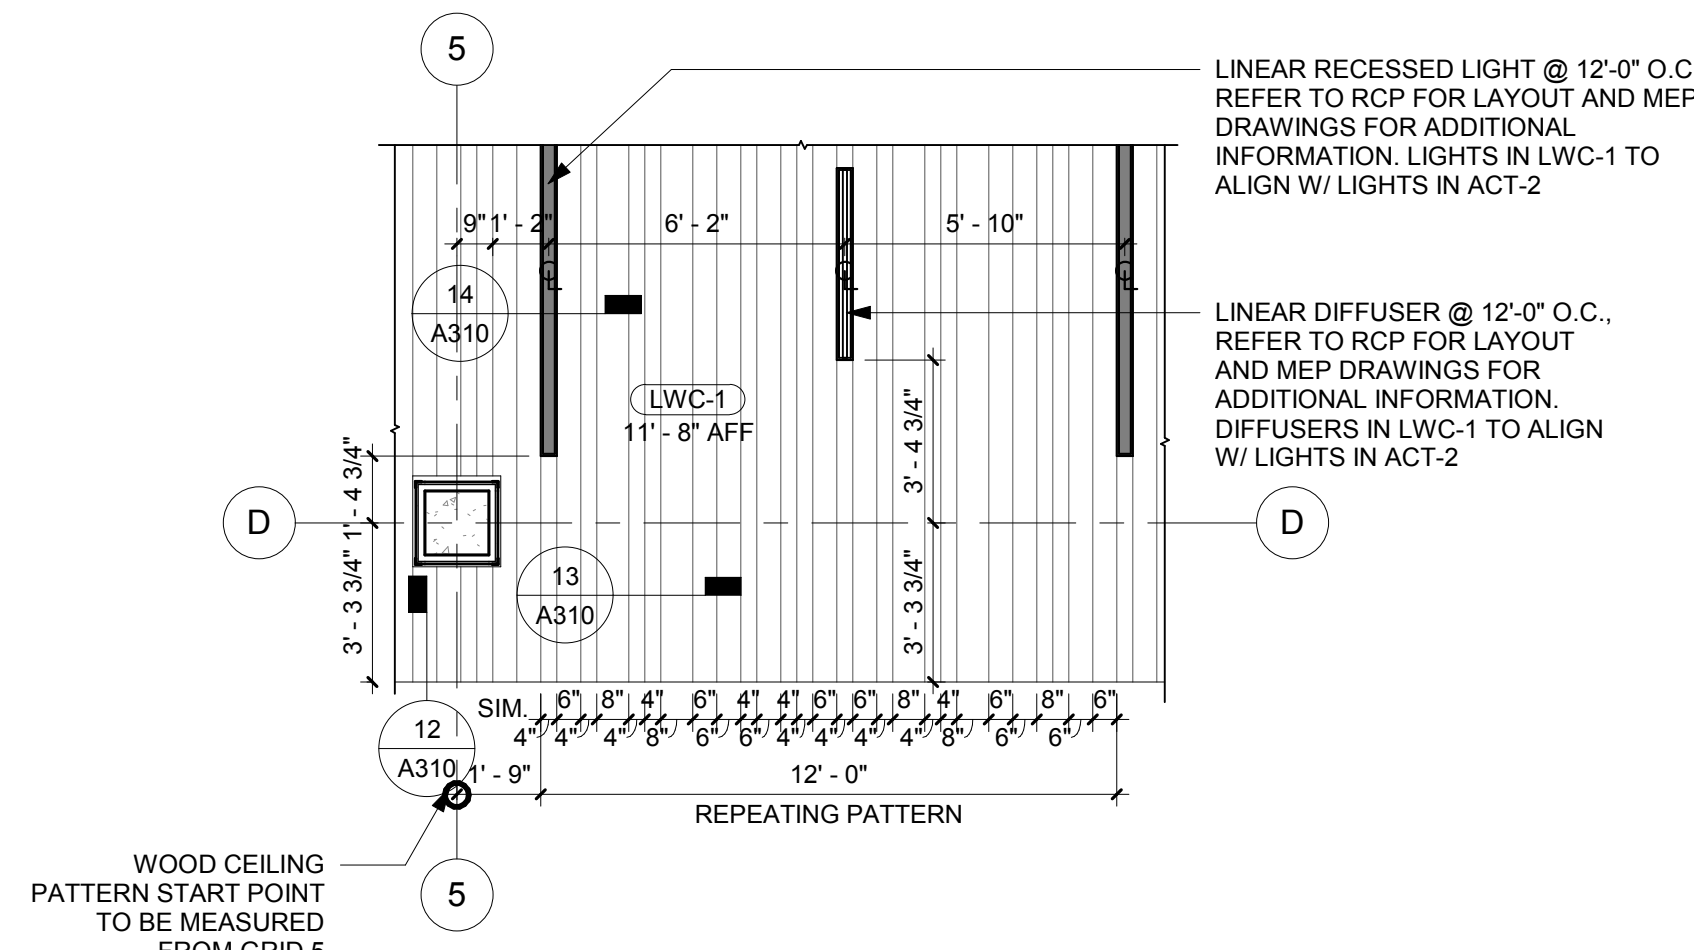 5
LINEAR RECESSED LIGHT @ 12'-0" O.C
REFER TO RCP FOR LAYOUT AND MEP
DRAWINGS FOR ADDITIONAL
INFORMATION. LIGHTS IN LWC-1 TO
ALIGN W/ LIGHTS IN ACT-2
9" 1' - 2" 6' - 2" 5' - 10"
CL CL CL
14
A310
LINEAR DIFFUSER @ 12'-0" O.C.,
REFER TO RCP FOR LAYOUT
AND MEP DRAWINGS FOR
ADDITIONAL INFORMATION.
DIFFUSERS IN LWC-1 TO ALIGN
W/ LIGHTS IN ACT-2
LWC-1
11' - 8" AFF
1' - 4 3/4"
3' - 4 3/4"
D
D
13
A310
3' - 3 3/4"
3' - 3 3/4"
SIM. 6" 8" 4" 6" 4" 4" 6" 6" 8" 4" 6" 8" 6"
4" 4" 4" 8" 6" 6" 4" 4" 4" 4" 8" 6" 6"
12
A310
1' - 9" 12' - 0"
REPEATING PATTERN
WOOD CEILING
PATTERN START POINT
TO BE MEASURED
FROM GRID 5
5